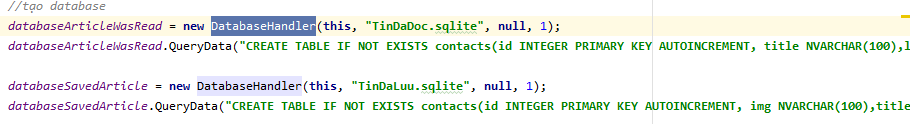 //tạo database
databaseArticleWasRead = new DatabaseHandler(this, "TinDaDoc.sqlite", null, 1);
databaseArticleWasRead.QueryData("CREATE TABLE IF NOT EXISTS contacts(id INTEGER PRIMARY KEY AUTOINCREMENT, title NVARCHAR(100),l
databaseSavedArticle = new DatabaseHandler(this, "TinDaLuu.sqlite", null, 1);
databaseSavedArticle.QueryData("CREATE TABLE IF NOT EXISTS contacts(id INTEGER PRIMARY KEY AUTOINCREMENT, img NVARCHAR(100),title